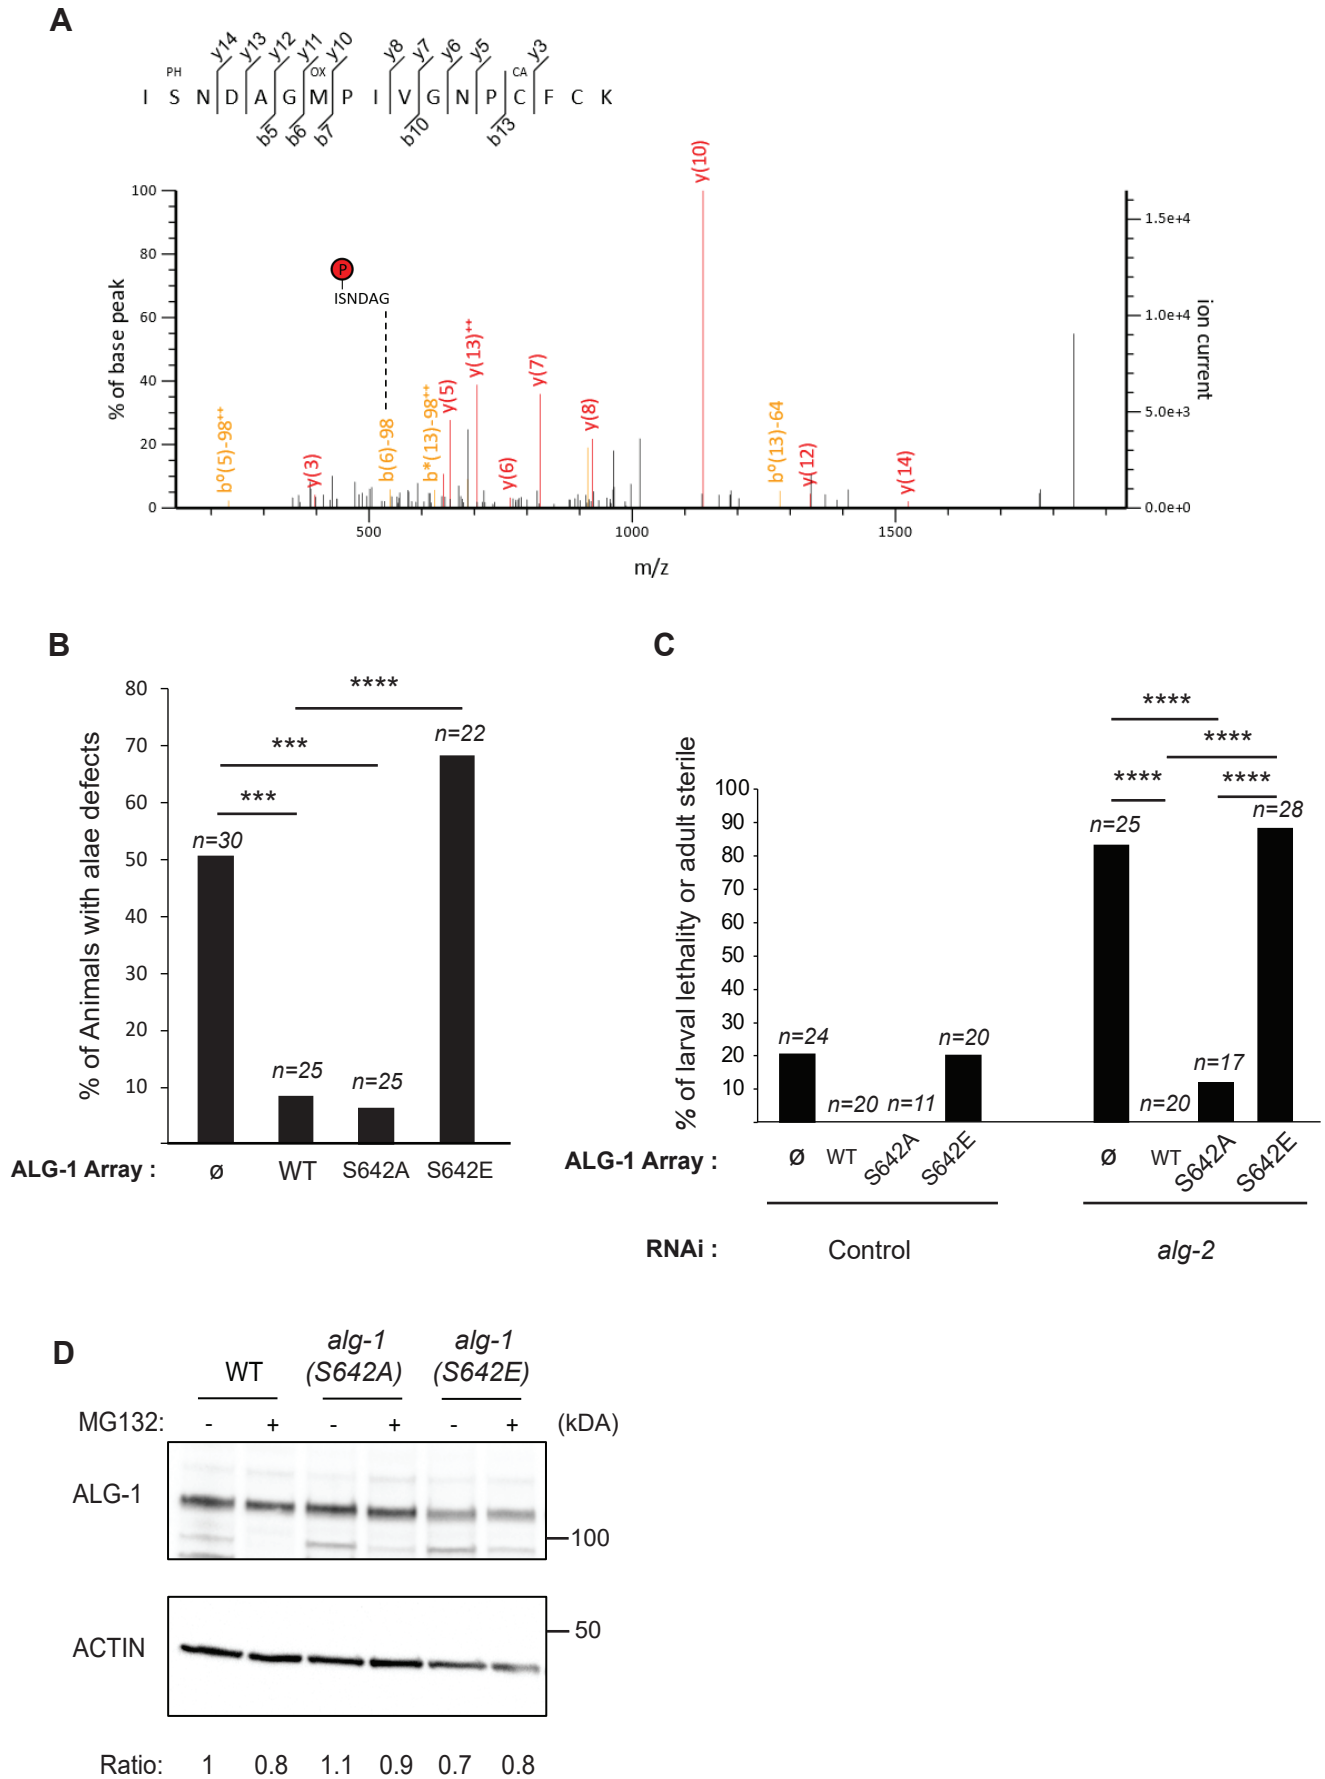 A
y14 y13 y12 y11 y10 y8 y7 y6 y5 y3
PH OX CA
I S N D A G M P I V G N P C F C K
b5 b6 b7 b10 b13
y(10)
100
80
60
40
20
0
% of base peak
P
ISNDAG
b⁰(5)-98⁺⁺
y(3)
b(6)-98
b*(13)-98⁺⁺
y(5)
y(13)⁺⁺
y(6)
y(7)
y(8)
b⁰(13)-64
y(12)
y(14)
1.5e+4
1.0e+4
5.0e+3
0.0e+0
ion current
500 1000 1500
m/z
B
% of Animals with alae defects
80
70
60
50
40
30
20
10
****
***
***
n=30
n=25
n=25
n=22
ALG-1 Array : ø WT S642A S642E
C
% of larval lethality or adult sterile
100
90
80
70
60
50
40
30
20
10
****
****
**** ****
n=24
n=20
n=11
n=20
n=25
n=20
n=17
n=28
ALG-1 Array : ø WT S642A S642E ø WT S642A S642E
RNAi : Control alg-2
D
WT alg-1 (S642A) alg-1 (S642E)
MG132: - + - + - + (kDA)
ALG-1
100
ACTIN
50
Ratio: 1 0.8 1.1 0.9 0.7 0.8